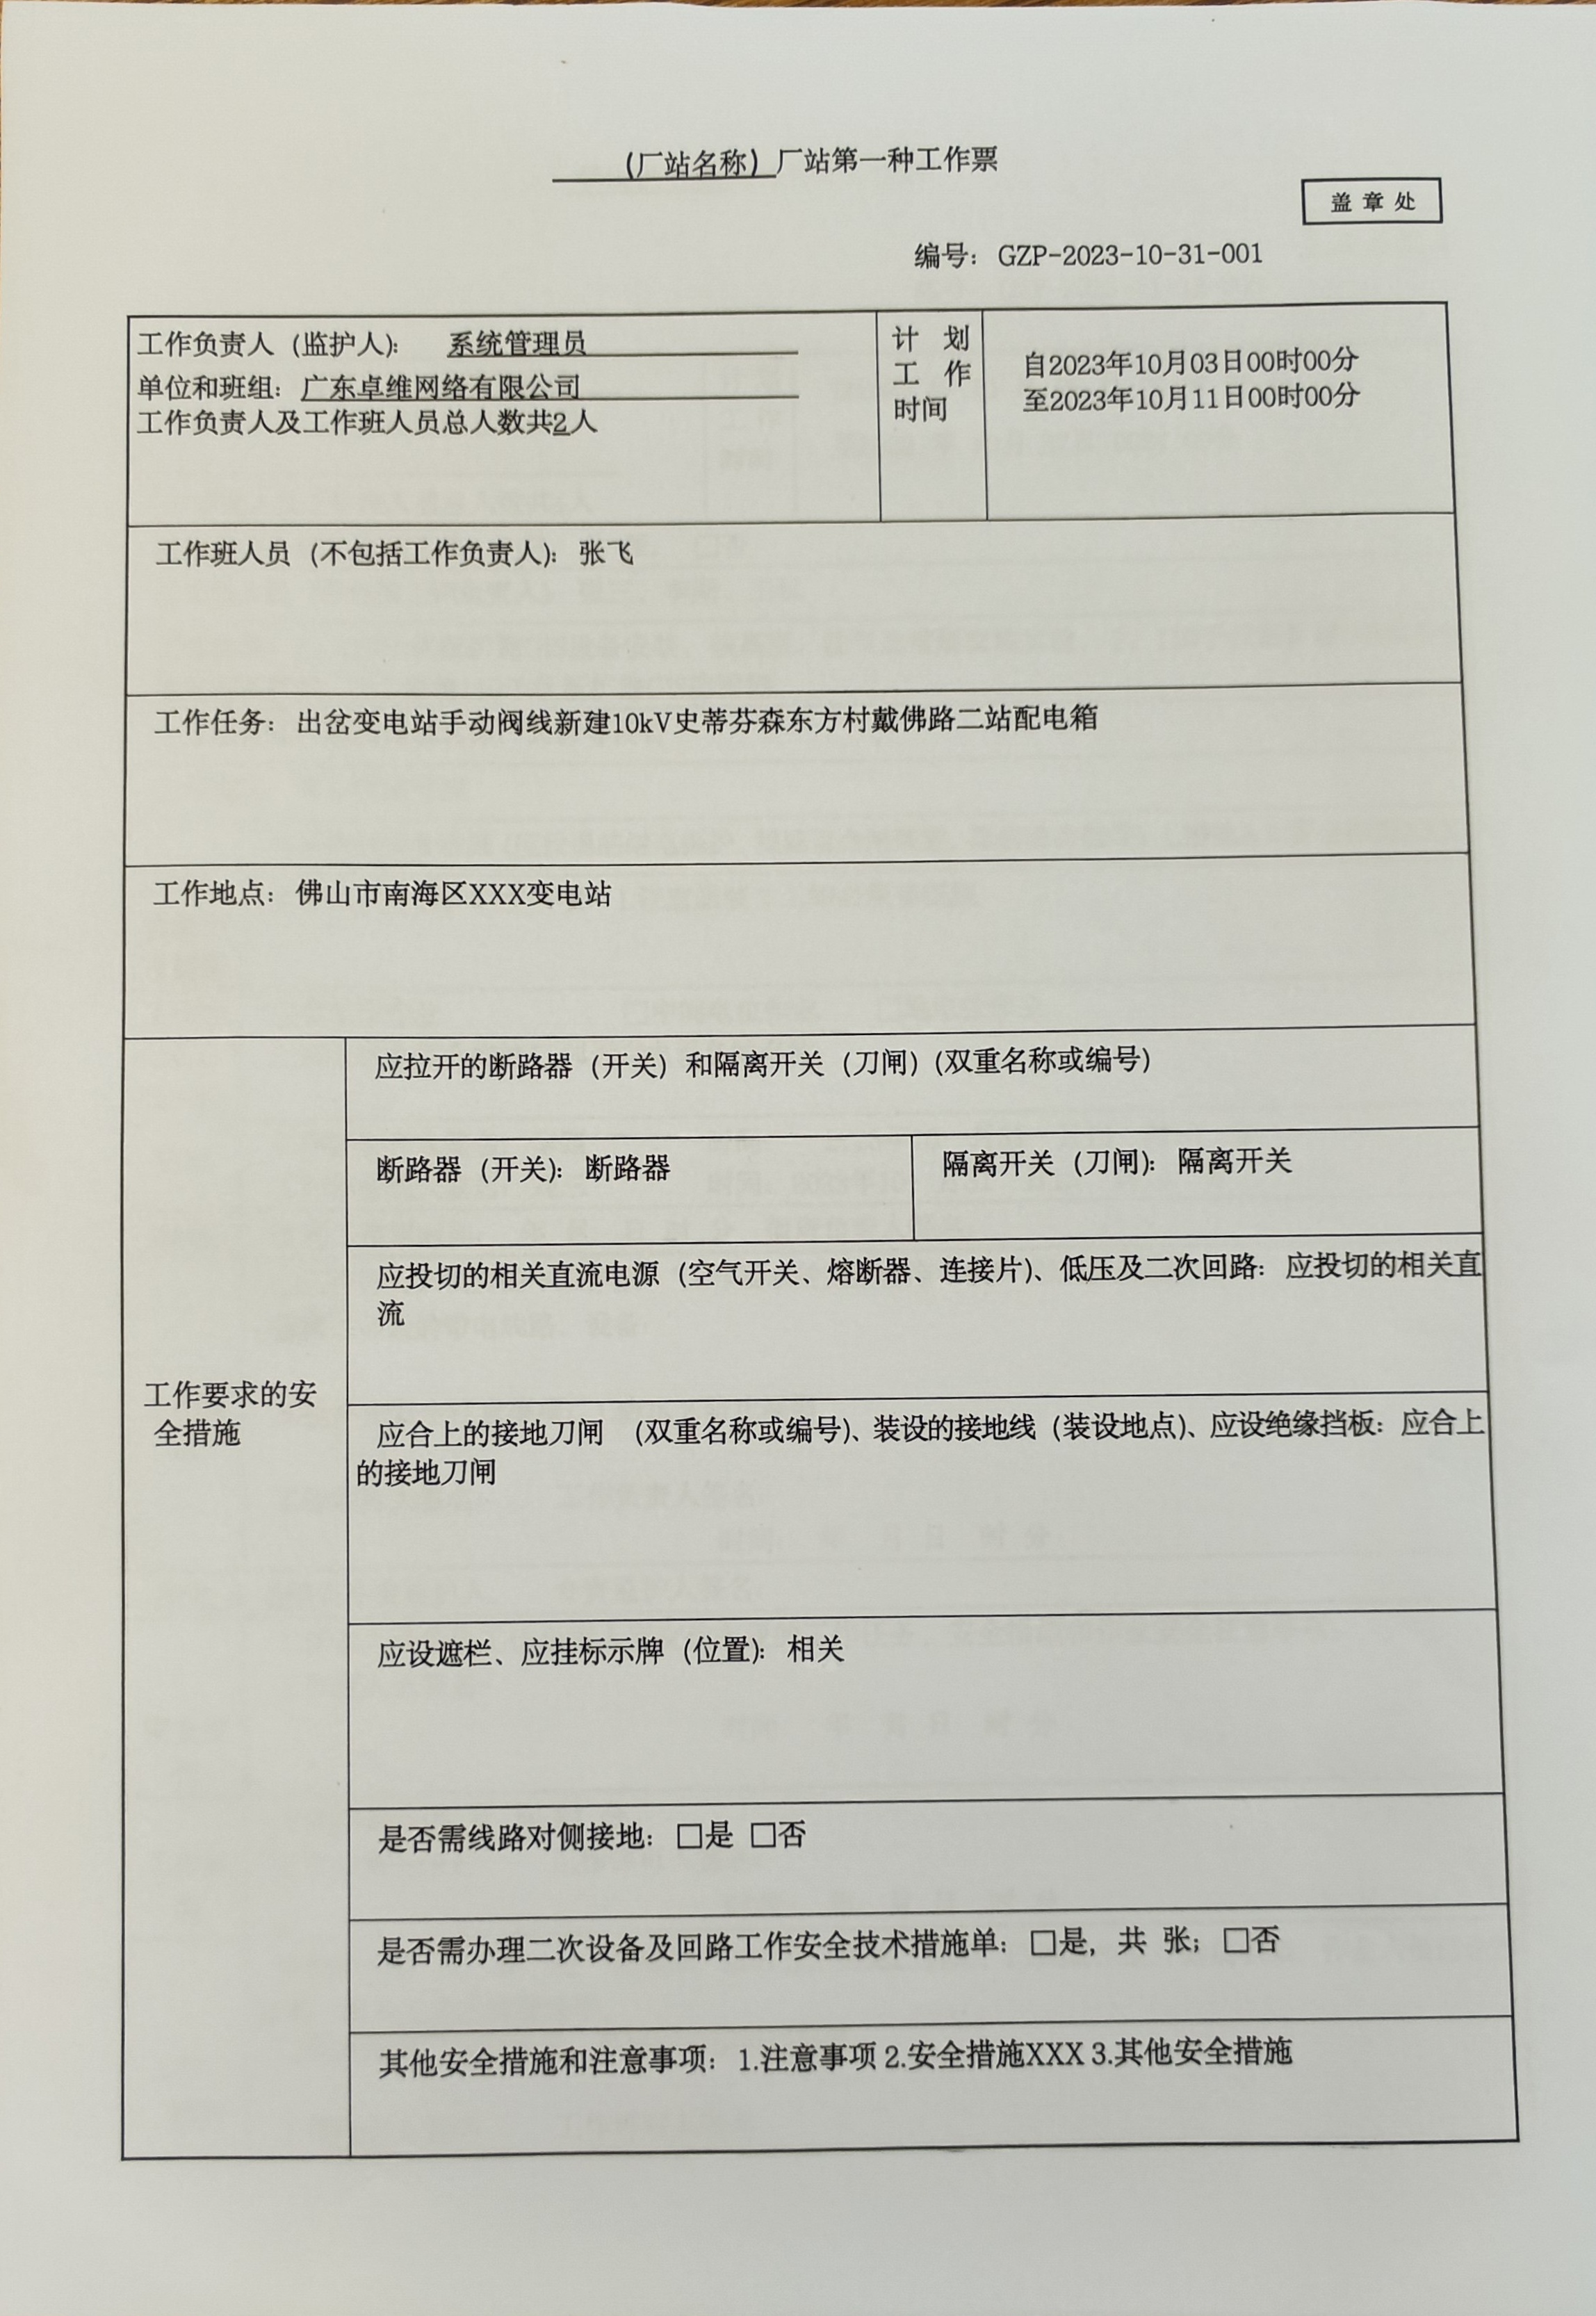 （厂站名称）厂站第一种工作票
盖 章 处
编号：GZP-2023-10-31-001
工作负责人（监护人）： 系统管理员
单位和班组：广东卓维网络有限公司
工作负责人及工作班人员总人数共2人
计 划
工 作
时间
自2023年10月03日00时00分
至2023年10月11日00时00分
工作班人员（不包括工作负责人）：张飞
工作任务：出岔变电站手动阀线新建10kV史蒂芬森东方村戴佛路二站配电箱
工作地点：佛山市南海区XXX变电站
工作要求的安
全措施
应拉开的断路器（开关）和隔离开关（刀闸）（双重名称或编号）
断路器（开关）：断路器
隔离开关（刀闸）：隔离开关
应投切的相关直流电源（空气开关、熔断器、连接片）、低压及二次回路：应投切的相关直
流
应合上的接地刀闸 （双重名称或编号）、装设的接地线（装设地点）、应设绝缘挡板：应合上
的接地刀闸
应设遮栏、应挂标示牌（位置）：相关
是否需线路对侧接地：□是 □否
是否需办理二次设备及回路工作安全技术措施单：□是，共 张；□否
其他安全措施和注意事项：1.注意事项 2.安全措施XXX 3.其他安全措施